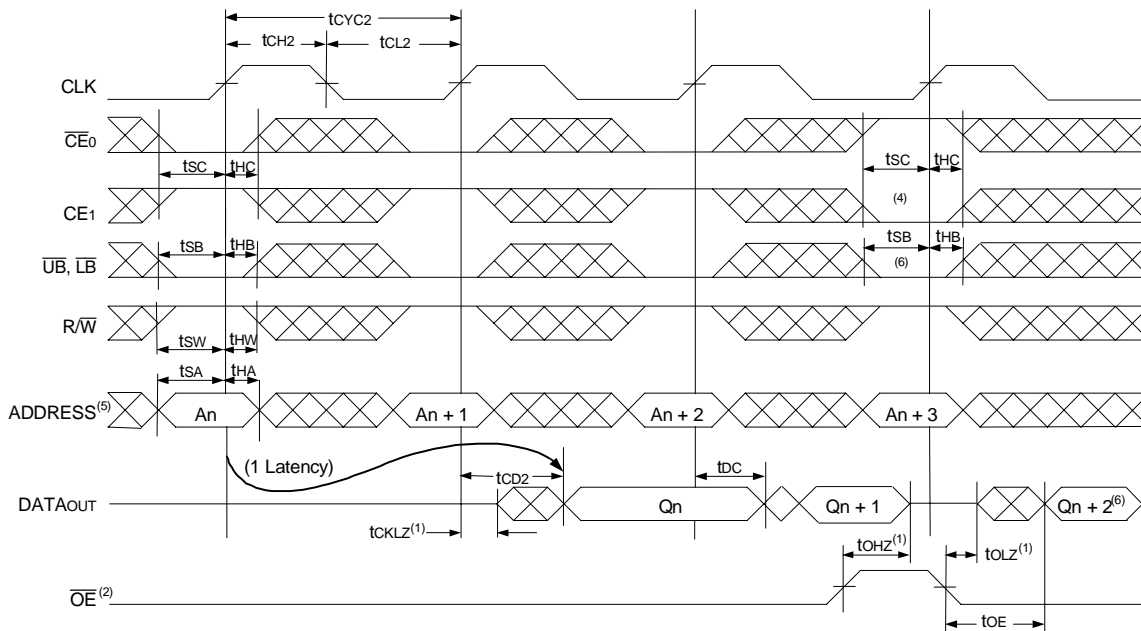 tCYC2
tCH2 tCL2
CLK
CE0
tSC tHC tSC tHC
CE1 (4)
tSB tHB tSB tHB
UB, LB (6)
R/W
tSW tHW
tSA tHA
ADDRESS(5) An An + 1 An + 2 An + 3
(1 Latency) tCD2 tDC
DATAOUT Qn Qn + 1 Qn + 2(6)
tCKLZ(1) tOHZ(1) tOLZ(1)
OE(2)
tOE